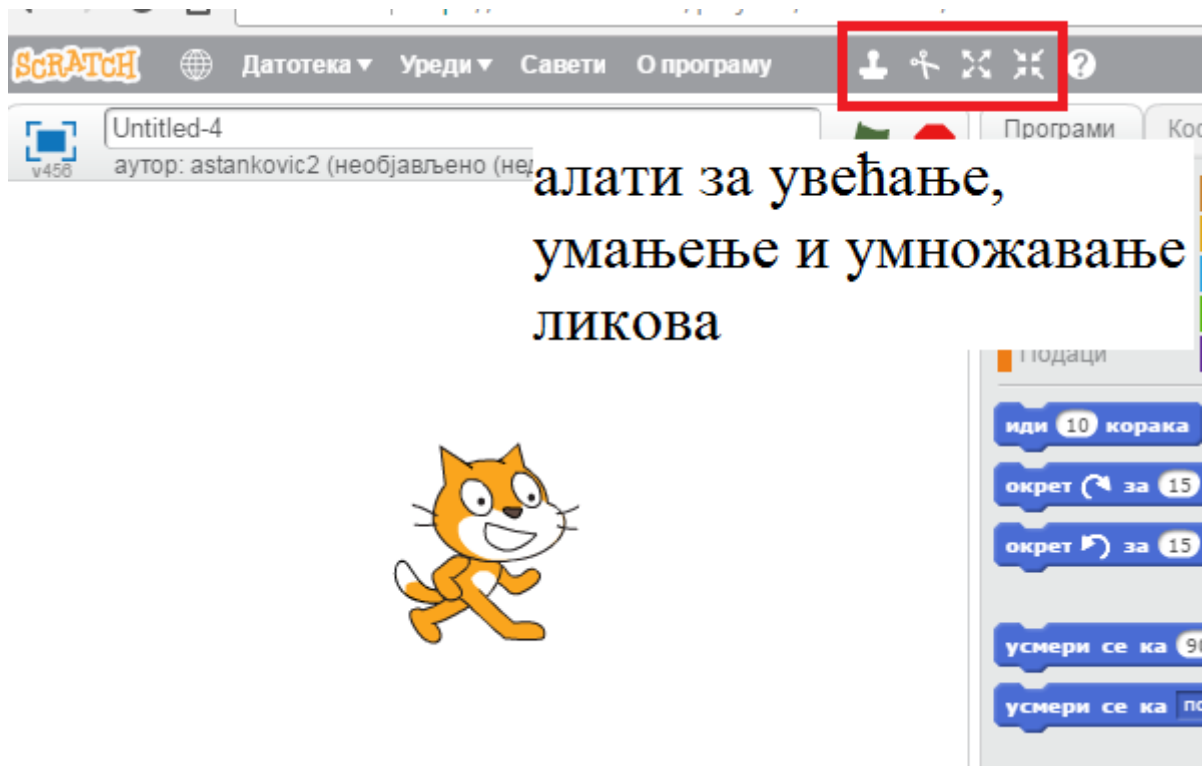 SCRATCH Датотека Уреди Савети О програму ?
Untitled-4
v456
аутор: astankovic2 (необјављено
Програми
алати за увећање,
умањење и умножавање
ликова
Подаци
иди 10 корака
окрет за 15
окрет за 15
усмери се ка
усмери се ка